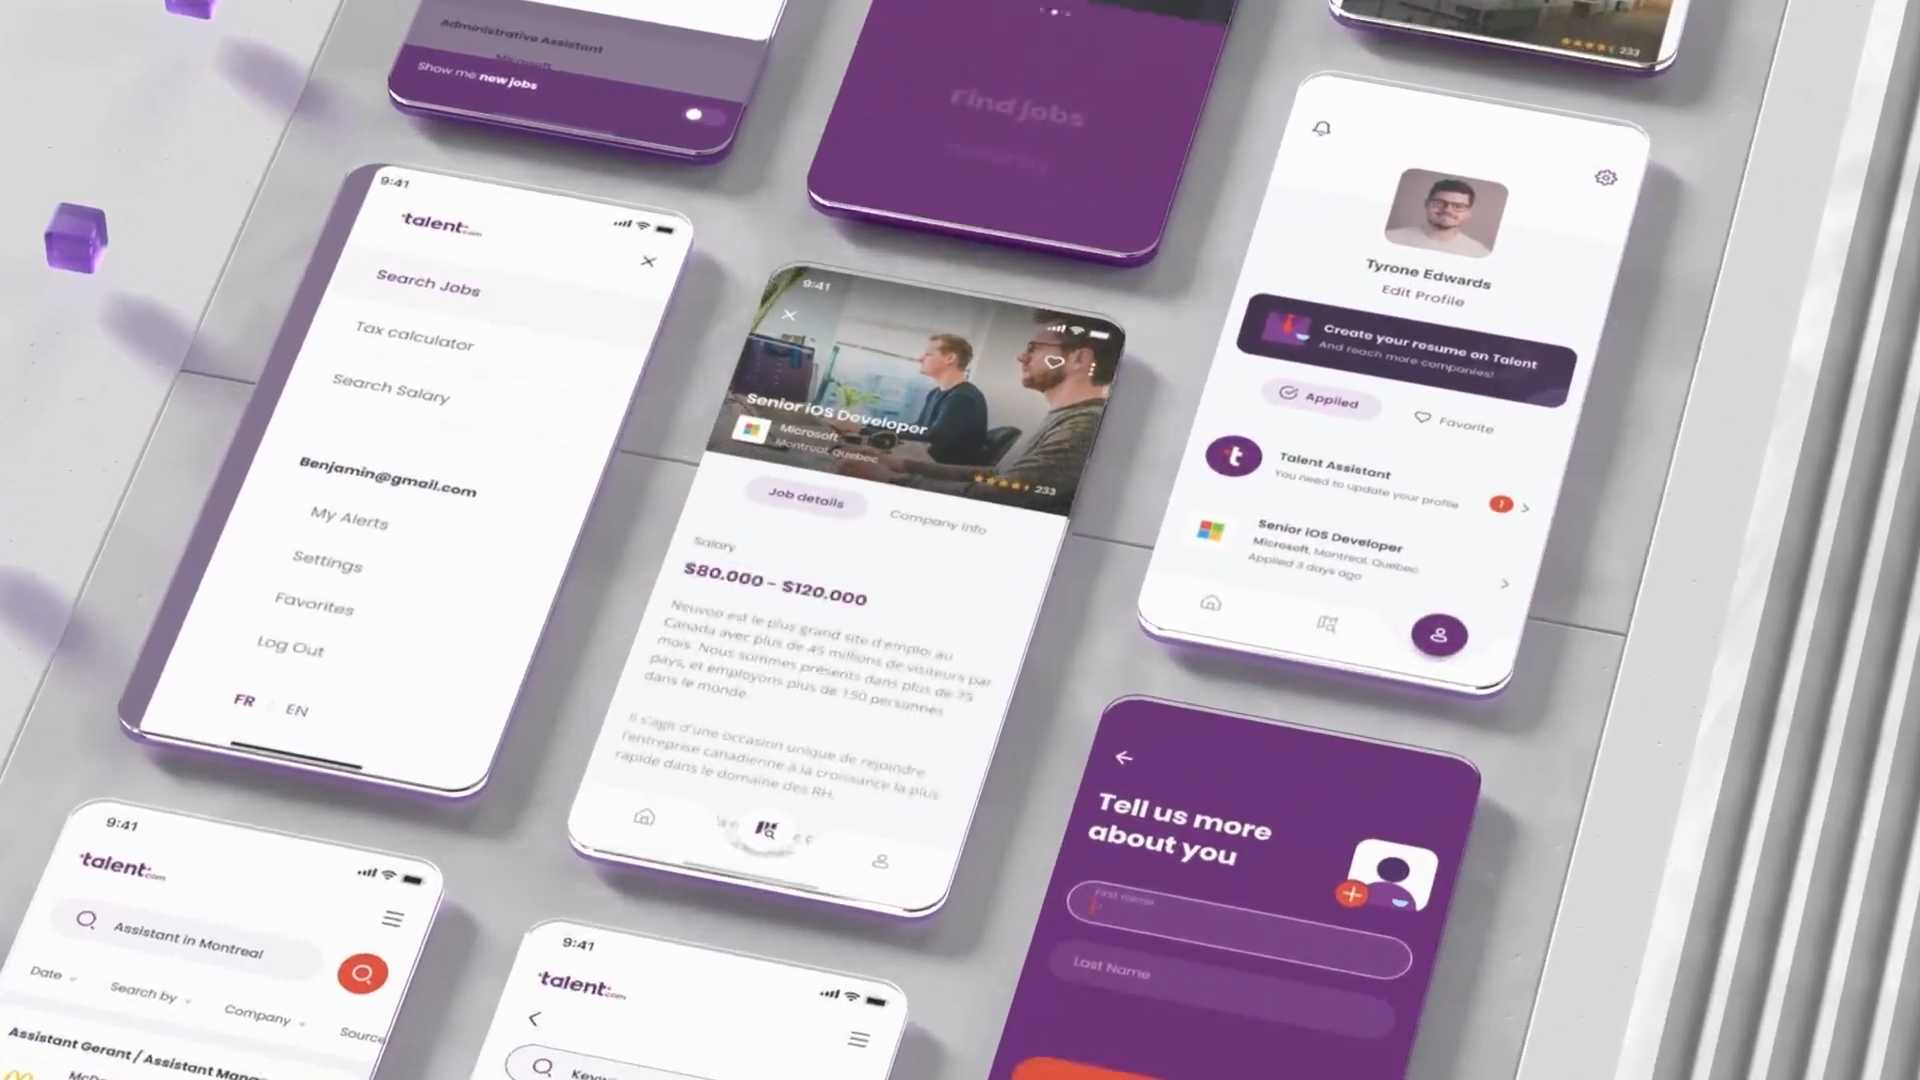 Administrative Assistant
Microsoft
Show me new jobs
Find jobs
233
9:41
talent.com
Search Jobs
Tax calculator
Search Salary
Benjamin@gmail.com
My Alerts
Settings
Favorites
Log Out
FR
EN
9:41
Senior iOS Developer
Microsoft
Montreal, Quebec
233
Job details
Company info
Salary
$80.000 - $120.000
Neuvoo est le plus grand site d'emploi au
Canada avec plus de 45 millions de visiteurs par
mois. Nous sommes présents dans plus de 75
pays, et employons plus de 150 personnes
dans le monde.
Il s'agit d'une occasion unique de rejoindre
l'entreprise canadienne à la croissance la plus
rapide dans le domaine des RH.
Tyrone Edwards
Edit Profile
Create your resume on Talent
And reach more companies!
Applied
Favorite
Talent Assistant
You need to update your profile
1
Senior iOS Developer
Microsoft, Montreal, Quebec
Applied 3 days ago
9:41
talent.com
Assistant in Montreal
Date
Search by
Company
Source
Assistant Gerant / Assistant Mana
McDo
9:41
talent.com
Keyw
Tell us more
about you
First name
Last Name